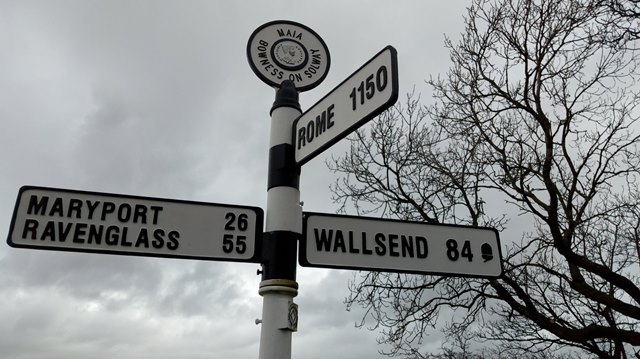 MAIA
BOWNESS ON SOLWAY
ROME 1150
MARYPORT 26
RAVENGLASS 55
WALLSEND 84